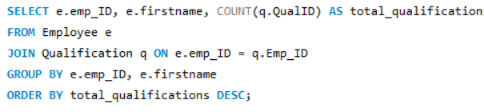 SELECT e.emp_ID, e.firstname, COUNT(q.QualID) AS total_qualification
FROM Employee e
JOIN Qualification q ON e.emp_ID = q.Emp_ID
GROUP BY e.emp_ID, e.firstname
ORDER BY total_qualifications DESC;